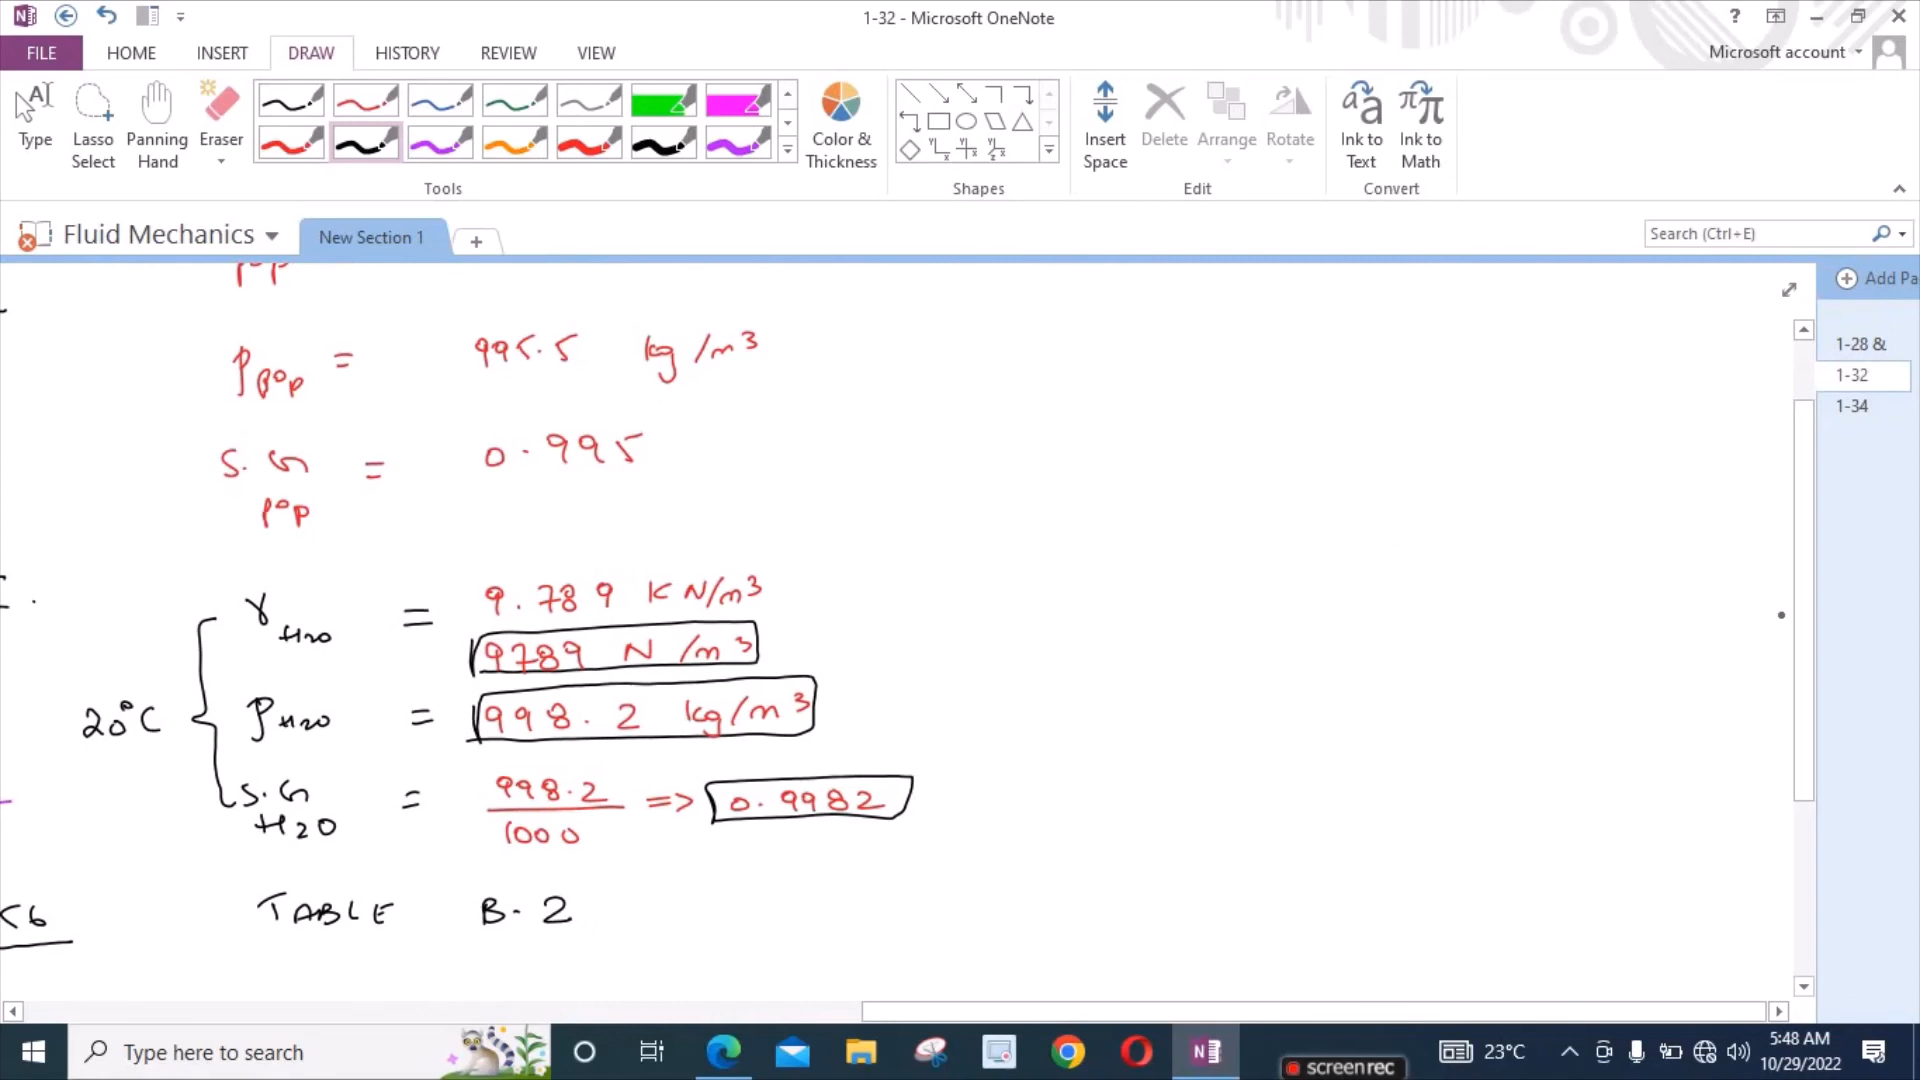 1-32 - Microsoft OneNote
?
FILE
HOME
INSERT
DRAW
HISTORY
REVIEW
VIEW
Microsoft account
Type
Lasso
Select
Panning
Hand
Eraser
Color &
Thickness
Insert
Space
Delete
Arrange
Rotate
Ink to
Text
Ink to
Math
Tools
Shapes
Edit
Convert
Fluid Mechanics
New Section 1
Search (Ctrl+E)
Add Pa
1-28 &
1-32
1-34
pop
ρpop = 995.5 kg/m³
S.G pop = 0.995
20°C
γH2O = 9.789 KN/m³
9789 N/m³
ρH2O = 998.2 kg/m³
S.G H2O = 998.2 / 1000 => 0.9982
TABLE B-2
Type here to search
screenrec
23°C
5:48 AM
10/29/2022